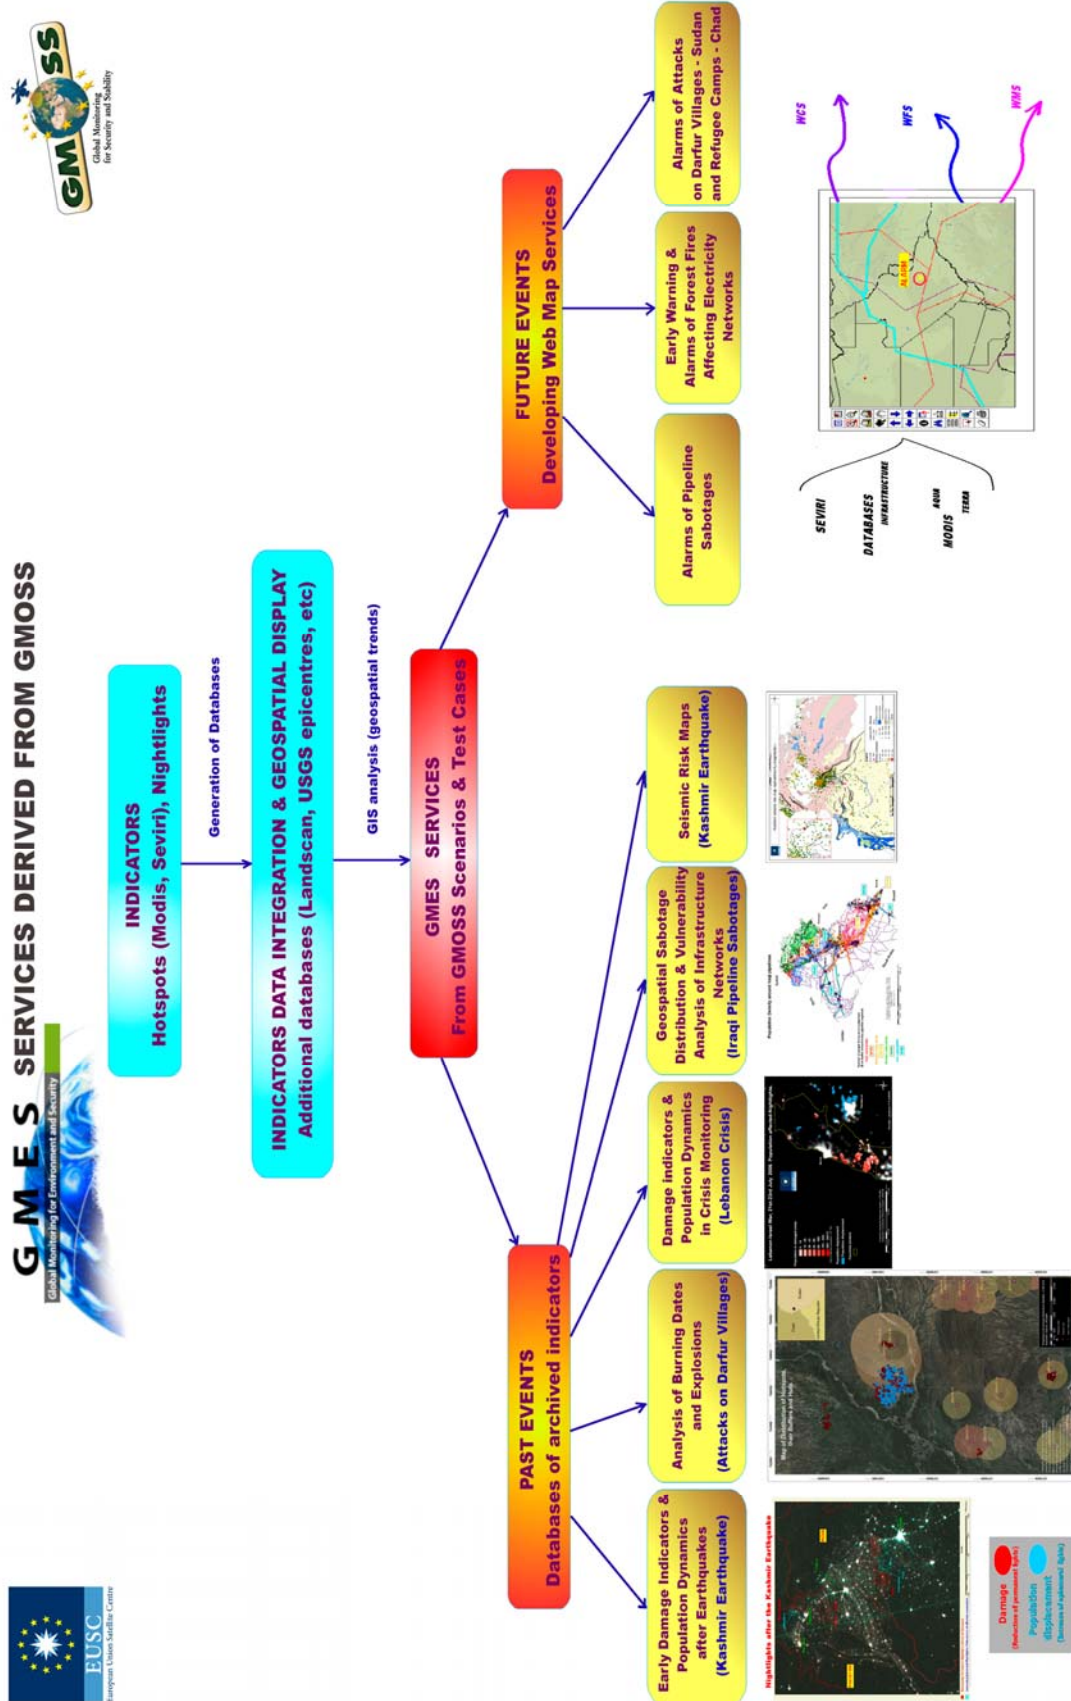 EUSC
European Union Satellite Centre
G M E S SERVICES DERIVED FROM GMOSS
Global Monitoring for Environment and Security
GM SS
Global Monitoring
for Security and Stability
INDICATORS
Hotspots (Modis, Seviri), Nightlights
Generation of Databases
INDICATORS DATA INTEGRATION & GEOSPATIAL DISPLAY
Additional databases (Landscan, USGS epicentres, etc)
GIS analysis (geospatial trends)
GMES SERVICES
From GMOSS Scenarios & Test Cases
PAST EVENTS
Databases of archived indicators
FUTURE EVENTS
Developing Web Map Services
Early Damage Indicators &
Population Dynamics
after Earthquakes
(Kashmir Earthquake)
Analysis of Burning Dates
and Explosions
(Attacks on Darfur Villages)
Damage indicators &
Population Dynamics
in Crisis Monitoring
(Lebanon Crisis)
Geospatial Sabotage
Distribution & Vulnerability
Analysis of Infrastructure
Networks
(Iraqi Pipeline Sabotages)
Seismic Risk Maps
(Kashmir Earthquake)
Alarms of Pipeline
Sabotages
Early Warning &
Alarms of Forest Fires
Affecting Electricity
Networks
Alarms of Attacks
on Darfur Villages - Sudan
and Refugee Camps - Chad
Nightlights after the Kashmir Earthquake
Damage
(Reduction of permanent lights)
Population
displacement
SEVIRI
DATABASES
INFRASTRUCTURE
AQUA
MODIS
TERRA
ALARM
WCS
WFS
WMS